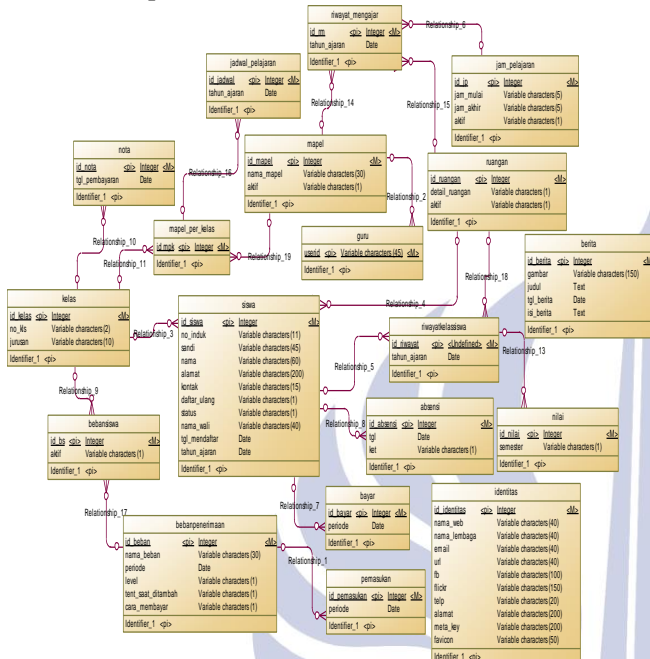 riwayat_mengajar
id_rm <pi> Integer <M>
tahun_ajaran Date
Identifier_1 <pi>
Relationship_6
jadwal_pelajaran
id_jadwal <pi> Integer <M>
tahun_ajaran Date
Identifier_1 <pi>
jam_pelajaran
id_jp <pi> Integer <M>
jam_mulai Variable characters (5)
jam_akhir Variable characters (5)
aktif Variable characters (1)
Identifier_1 <pi>
Relationship_14
Relationship_15
nota
id_nota <pi> Integer <M>
tgl_pembayaran Date
Identifier_1 <pi>
mapel
id_mapel <pi> Integer <M>
nama_mapel Variable characters (30)
aktif Variable characters (1)
Identifier_1 <pi>
ruangan
id_ruangan <pi> Integer <M>
detail_ruangan Variable characters (1)
aktif Variable characters (1)
Identifier_1 <pi>
Relationship_2
mapel_per_kelas
id_mpk <pi> Integer <M>
Identifier_1 <pi>
guru
userid <pi> Variable characters (45) <M>
Identifier_1 <pi>
Relationship_10
Relationship_11
Relationship_19
Relationship_18
berita
id_berita <pi> Integer
gambar Variable characters (150)
judul Text
tgl_berita Date
isi_berita Text
Identifier_1 <pi>
kelas
id_kelas <pi> Integer <M>
no_kls Variable characters (2)
jurusan Variable characters (10)
Identifier_1 <pi>
Relationship_3
siswa
id_siswa <pi> Integer <M>
no_induk Variable characters (11)
sandi Variable characters (45)
nama Variable characters (60)
alamat Variable characters (200)
kontak Variable characters (15)
daftar_ulang Variable characters (1)
status Variable characters (1)
nama_wali Variable characters (40)
tgl_mendaftar Date
tahun_ajaran Date
Identifier_1 <pi>
Relationship_4
riwayatkelassiswa
id_riwayat <pi> <Undefined> <M>
tahun_ajaran Date
Identifier_1 <pi>
Relationship_5
Relationship_13
Relationship_9
bebansiswa
id_bs <pi> Integer <M>
aktif Variable characters (1)
Identifier_1 <pi>
absensi
id_absensi <pi> Integer <M>
tgl Date
ket Variable characters (1)
Identifier_1 <pi>
Relationship_8
nilai
id_nilai <pi> Integer <M>
semester Variable characters (1)
Identifier_1 <pi>
Relationship_17
Relationship_7
bayar
id_bayar <pi> Integer <M>
periode Date
Identifier_1 <pi>
bebanpenerimaan
id_beban <pi> Integer <M>
nama_beban Variable characters (30)
periode Date
level Variable characters (1)
tent_saat_ditambah Variable characters (1)
cara_membayar Variable characters (1)
Identifier_1 <pi>
Relationship_1
pemasukan
id_pemasukan <pi> Integer <M>
periode Date
Identifier_1 <pi>
identitas
id_identitas <pi> Integer <M>
nama_web Variable characters (40)
nama_lembaga Variable characters (40)
email Variable characters (40)
url Variable characters (40)
fb Variable characters (100)
flickr Variable characters (150)
telp Variable characters (20)
alamat Variable characters (200)
meta_key Variable characters (200)
favicon Variable characters (50)
Identifier_1 <pi>